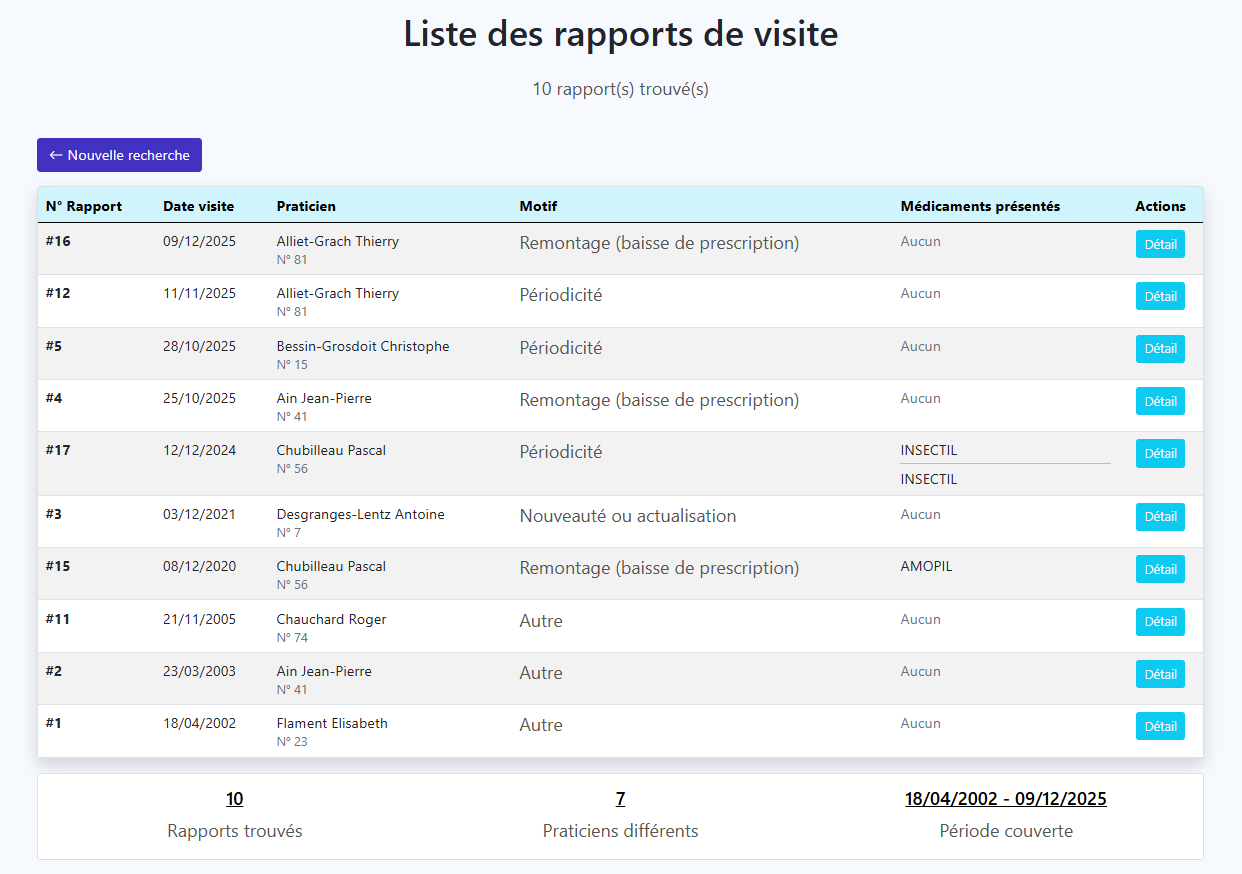 Liste des rapports de visite
10 rapport(s) trouvé(s)
← Nouvelle recherche
N° Rapport Date visite Praticien Motif Médicaments présentés Actions
#16 09/12/2025 Alliet-Grach Thierry Remontage (baisse de prescription) Aucun Détail
N° 81
#12 11/11/2025 Alliet-Grach Thierry Périodicité Aucun Détail
N° 81
#5 28/10/2025 Bessin-Grosdoit Christophe Périodicité Aucun Détail
N° 15
#4 25/10/2025 Ain Jean-Pierre Remontage (baisse de prescription) Aucun Détail
N° 41
#17 12/12/2024 Chubilleau Pascal Périodicité INSECTIL Détail
N° 56
INSECTIL
#3 03/12/2021 Desgranges-Lentz Antoine Nouveauté ou actualisation Aucun Détail
N° 7
#15 08/12/2020 Chubilleau Pascal Remontage (baisse de prescription) AMOPIL Détail
N° 56
#11 21/11/2005 Chauchard Roger Autre Aucun Détail
N° 74
#2 23/03/2003 Ain Jean-Pierre Autre Aucun Détail
N° 41
#1 18/04/2002 Flament Elisabeth Autre Aucun Détail
N° 23
10 7 18/04/2002 - 09/12/2025
Rapports trouvés Praticiens différents Période couverte